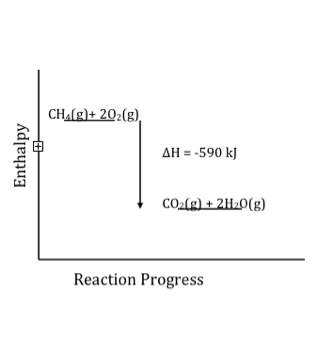 CH₄(g)+ 2O₂(g)
Enthalpy
ΔH = -590 kJ
CO₂(g) + 2H₂O(g)
Reaction Progress